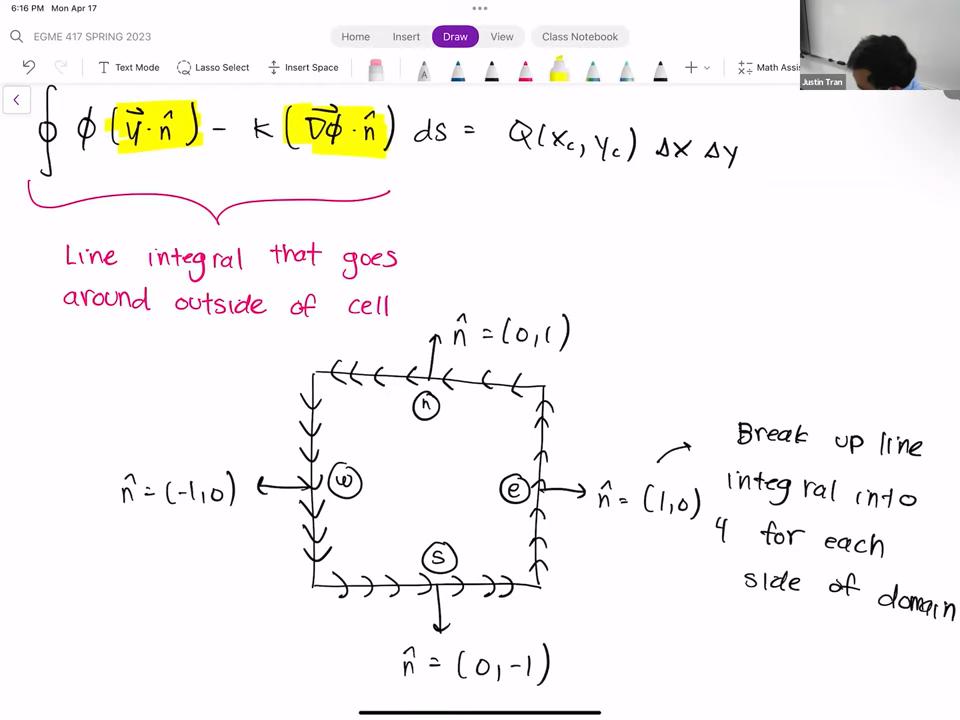 6:16 PM Mon Apr 17
EGME 417 SPRING 2023
Home Insert Draw View Class Notebook
Text Mode Lasso Select Insert Space Math Assis
Justin Tran
∮ ϕ (V⃗ · n̂) − K (∇⃗ϕ · n̂) ds = Q(xc, yc) Δx Δy
Line integral that goes
around outside of cell
n̂ = (0,1)
n
Break up line
integral into
4 for each
side of domain
n̂ = (-1,0)
w
e
n̂ = (1,0)
s
n̂ = (0,-1)